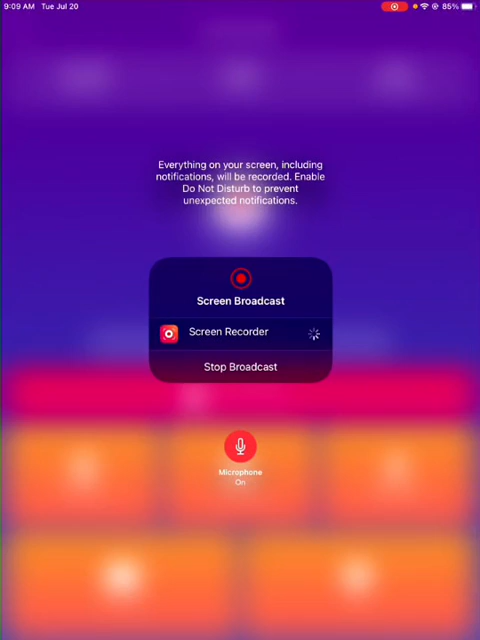 9:09 AM Tue Jul 20
85%
Everything on your screen, including
notifications, will be recorded. Enable
Do Not Disturb to prevent
unexpected notifications.
Screen Broadcast
Screen Recorder
Stop Broadcast
Microphone
On